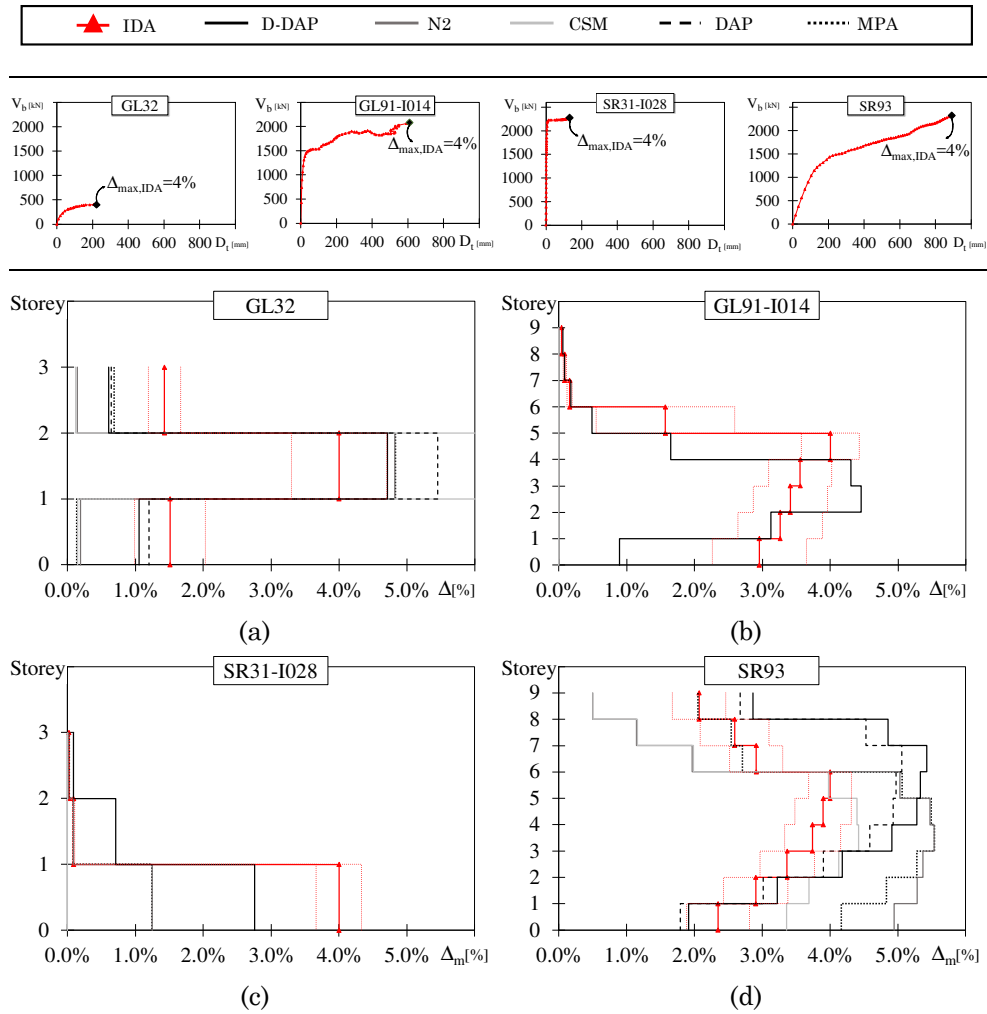 IDA D-DAP N2 CSM DAP MPA
V_b [kN] GL32
2000
1500
1000
500
0
Δ_max,IDA=4%
0 200 400 600 800 D_t [mm]
V_b [kN] GL91-I014
2000
1500
1000
500
0
Δ_max,IDA=4%
0 200 400 600 800 D_t [mm]
V_b [kN] SR31-I028
2000
1500
1000
500
0
Δ_max,IDA=4%
0 200 400 600 800 D_t [mm]
V_b [kN] SR93
2000
1500
1000
500
0
Δ_max,IDA=4%
0 200 400 600 800 D_t [mm]
Storey GL32
3
2
1
0
0.0% 1.0% 2.0% 3.0% 4.0% 5.0% Δ[%]
(a)
Storey GL91-I014
9
8
7
6
5
4
3
2
1
0
0.0% 1.0% 2.0% 3.0% 4.0% 5.0% Δ[%]
(b)
Storey SR31-I028
3
2
1
0
0.0% 1.0% 2.0% 3.0% 4.0% 5.0% Δ_m[%]
(c)
Storey SR93
9
8
7
6
5
4
3
2
1
0
0.0% 1.0% 2.0% 3.0% 4.0% 5.0% Δ_m[%]
(d)